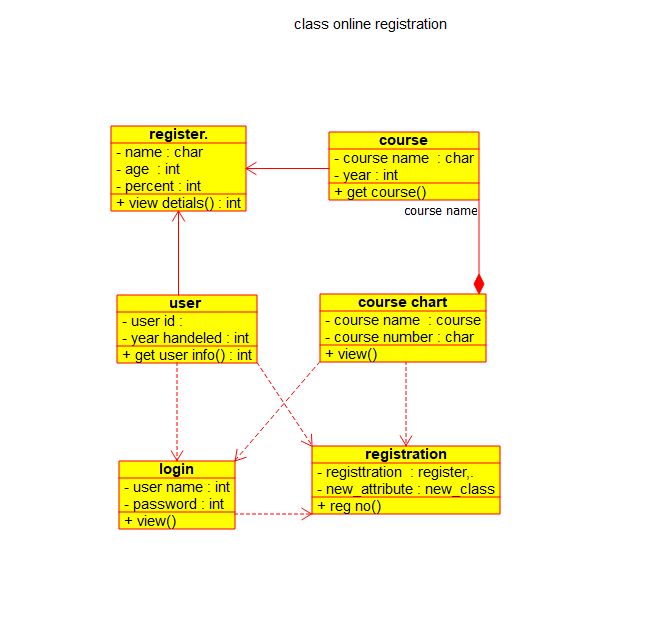 class online registration
register.
- name : char
- age  : int
- percent : int
+ view detials() : int
course
- course name  : char
- year : int
+ get course()
course name
user
- user id :
- year handeled : int
+ get user info() : int
course chart
- course name  : course
- course number : char
+ view()
login
- user name : int
- password : int
+ view()
registration
- registtration  : register,.
- new_attribute : new_class
+ reg no()